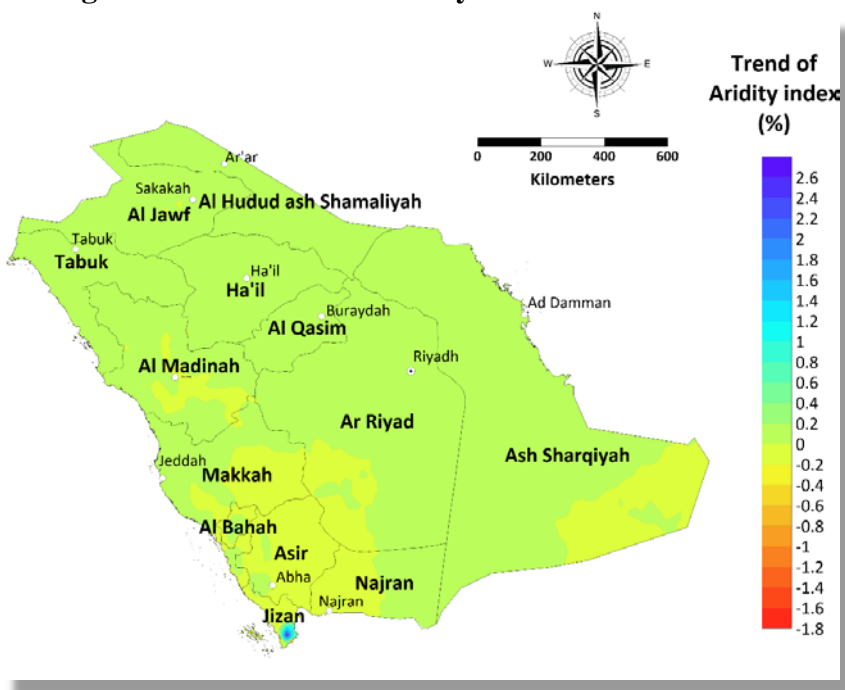 N
W
E
S
0 200 400 600
Kilometers
Trend of
Aridity index
(%)
2.6
2.4
2.2
2
1.8
1.6
1.4
1.2
1
0.8
0.6
0.4
0.2
0
-0.2
-0.4
-0.6
-0.8
-1
-1.2
-1.4
-1.6
-1.8
Ar'ar
Sakakah
Al Hudud ash Shamaliyah
Al Jawf
Tabuk
Tabuk
Ha'il
Ha'il
Buraydah
Al Qasim
Ad Damman
Al Madinah
Riyadh
Ar Riyad
Ash Sharqiyah
Jeddah
Makkah
Al Bahah
Asir
Abha
Najran
Najran
Jizan